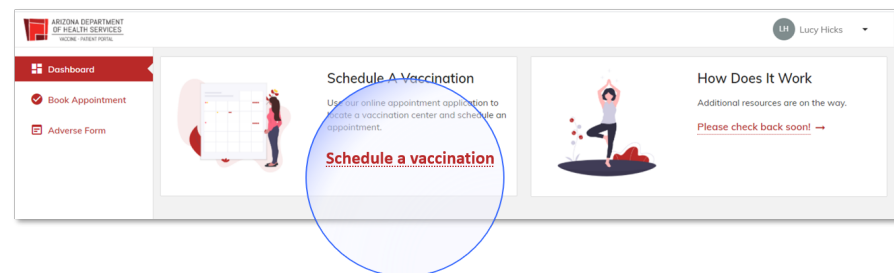 ARIZONA DEPARTMENT
OF HEALTH SERVICES
VACCINE - PATIENT PORTAL
LH Lucy Hicks
Dashboard
Book Appointment
Adverse Form
Schedule A Vaccination
Use our online appointment application to
locate a vaccination center and schedule an
appointment.
Schedule a vaccination
How Does It Work
Additional resources are on the way.
Please check back soon! →